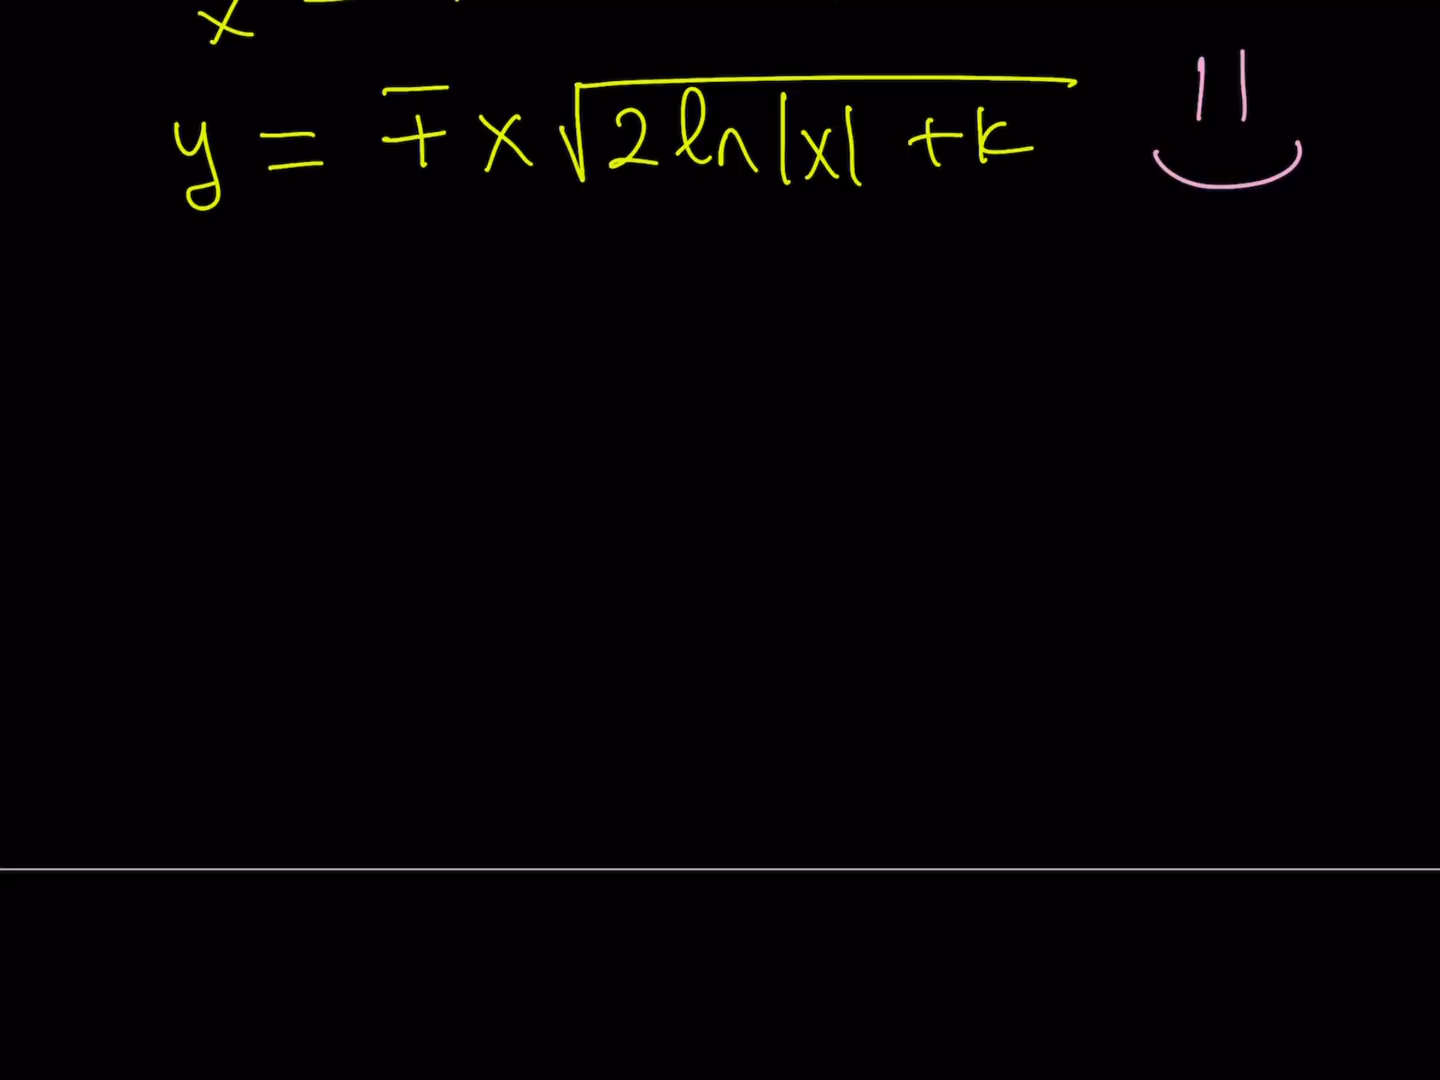 x
y = ∓ x √(2 ln|x| + k)